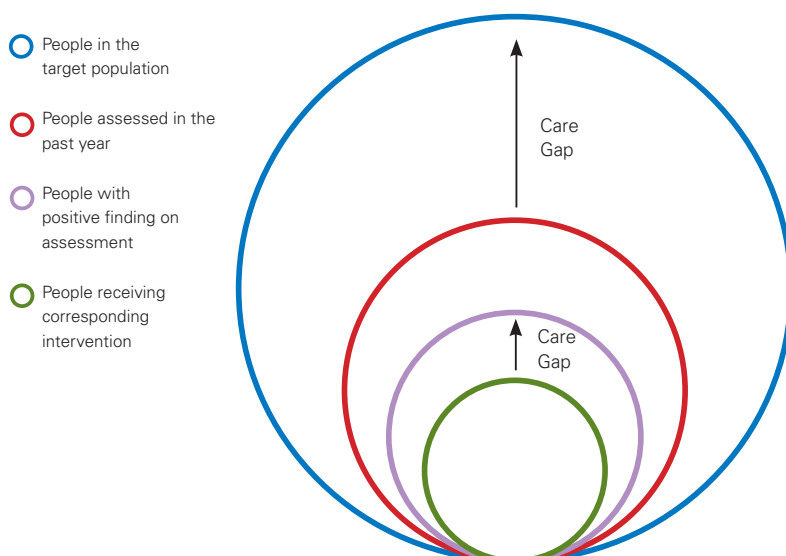 People in the
target population
People assessed in the
past year
People with
positive finding on
assessment
People receiving
corresponding
intervention
Care
Gap
Care
Gap